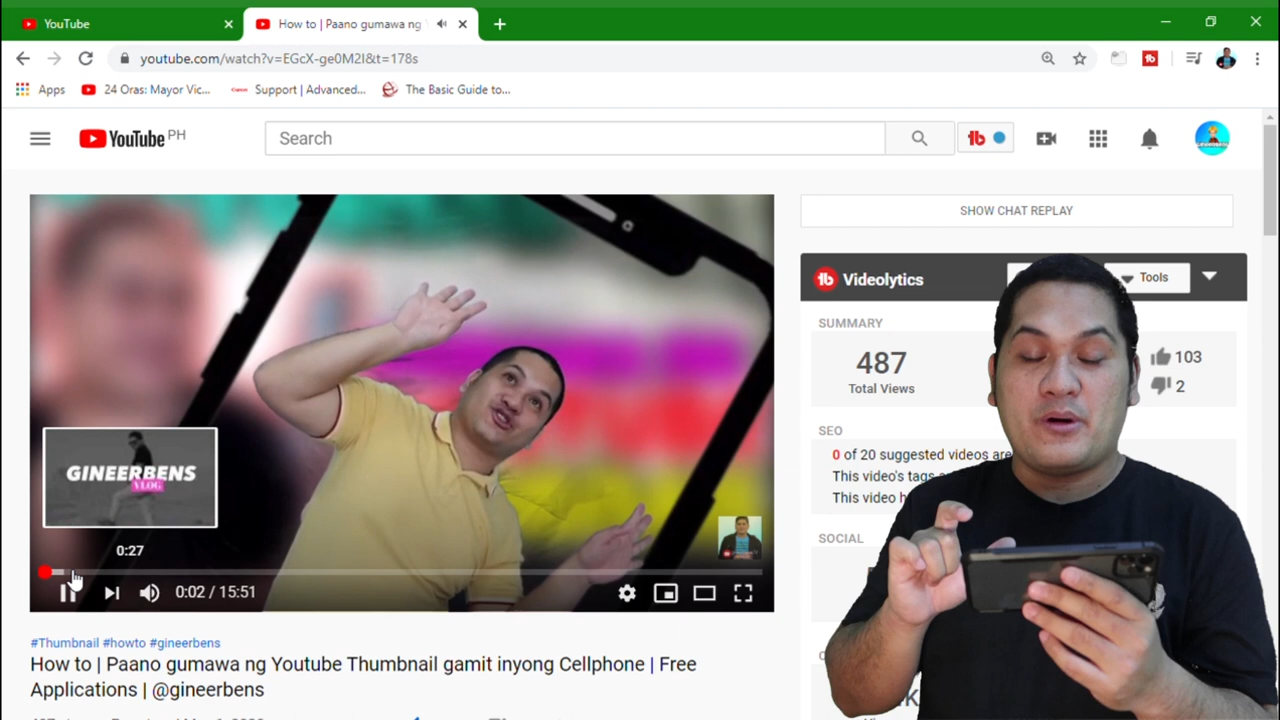 YouTube
How to | Paano gumawa ng
youtube.com/watch?v=EGcX-ge0M2I&t=178s
Apps
24 Oras: Mayor Vic...
Support | Advanced...
The Basic Guide to...
YouTube PH
Search
SHOW CHAT REPLAY
Videolytics
Tools
SUMMARY
487
Total Views
103
2
SEO
0 of 20 suggested videos are
This video's tags
This video h
SOCIAL
GINEERBENS
VLOG
0:27
0:02 / 15:51
#Thumbnail #howto #gineerbens
How to | Paano gumawa ng Youtube Thumbnail gamit inyong Cellphone | Free
Applications | @gineerbens